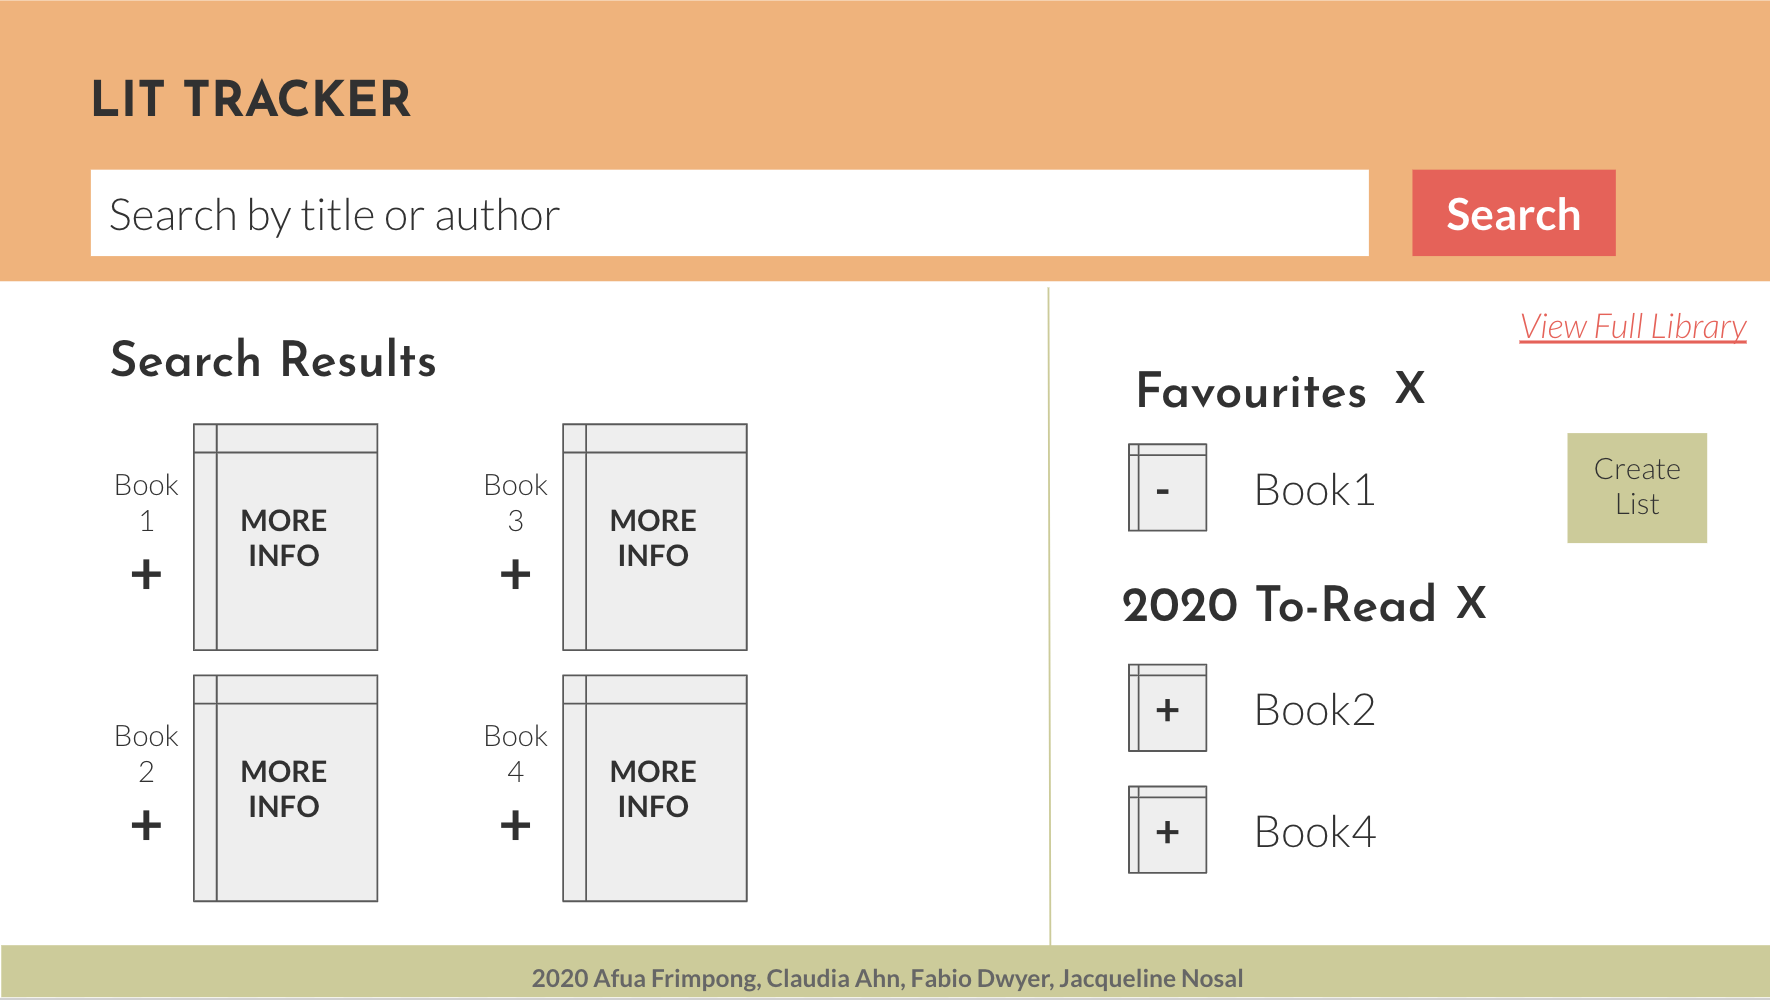 LIT TRACKER
Search by title or author
Search
Search Results
Book
1
+
MORE
INFO
Book
3
+
MORE
INFO
Book
2
+
MORE
INFO
Book
4
+
MORE
INFO
View Full Library
Favourites X
- Book1
Create
List
2020 To-Read X
+ Book2
+ Book4
2020 Afua Frimpong, Claudia Ahn, Fabio Dwyer, Jacqueline Nosal